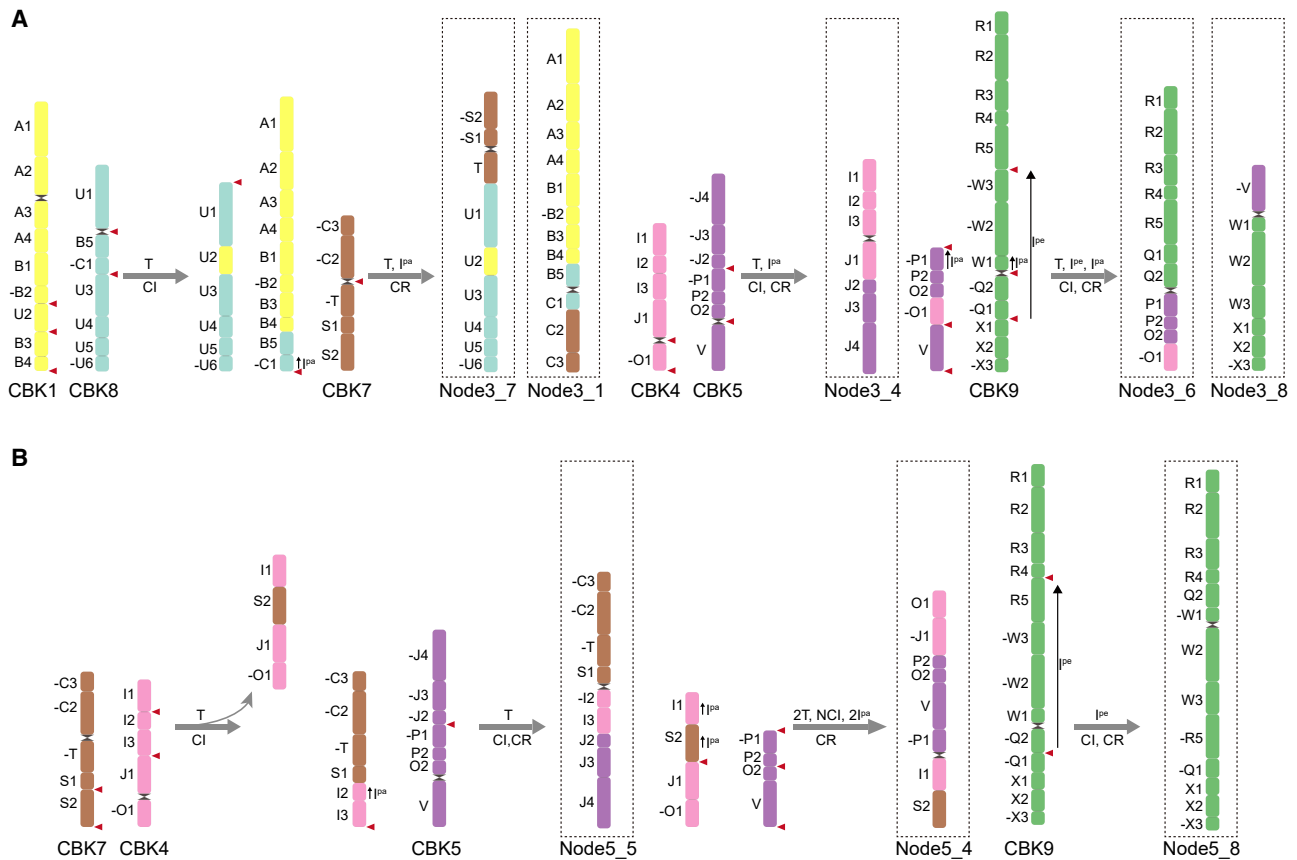 A
A1
A2
A3
A4
B1
-B2
U2
B3
B4
CBK1
U1
B5
-C1
U3
U4
U5
-U6
CBK8
T
CI
U1
U2
U3
U4
U5
-U6
A1
A2
A3
A4
B1
B2
B3
B4
B5
-C1
Ipa
-C3
-C2
-T
S1
S2
CBK7
T, Ipa
CR
-S2
-S1
T
U1
U2
U3
U4
U5
-U6
Node3_7
A1
A2
A3
A4
B1
-B2
B3
B4
B5
C1
C2
C3
Node3_1
I1
I2
I3
J1
-O1
CBK4
-J4
-J3
-J2
-P1
P2
O2
V
CBK5
T, Ipa
CI, CR
I1
I2
I3
J1
J2
J3
J4
Node3_4
-P1
P2
O2
-O1
V
Ipa
R1
R2
R3
R4
R5
-W3
-W2
W1
-Q2
-Q1
X1
X2
-X3
Ipa
Ipe
CBK9
T, Ipe, Ipa
CI, CR
R1
R2
R3
R4
R5
Q1
Q2
P1
P2
O2
-O1
Node3_6
-V
W1
W2
W3
X1
X2
-X3
Node3_8
B
-C3
-C2
-T
S1
S2
CBK7
I1
I2
I3
J1
-O1
CBK4
T
CI
I1
S2
J1
-O1
-C3
-C2
-T
S1
I2
I3
Ipa
-J4
-J3
-J2
-P1
P2
O2
V
CBK5
T
CI,CR
-C3
-C2
-T
S1
-I2
I3
J2
J3
J4
Node5_5
I1
S2
J1
-O1
Ipa
Ipa
-P1
P2
O2
V
2T, NCI, 2Ipa
CR
O1
-J1
P2
O2
V
-P1
I1
S2
Node5_4
R1
R2
R3
R4
R5
-W3
-W2
W1
-Q2
-Q1
X1
X2
-X3
Ipe
CBK9
Ipe
CI, CR
R1
R2
R3
R4
Q2
-W1
W2
W3
-R5
-Q1
X1
X2
-X3
Node5_8